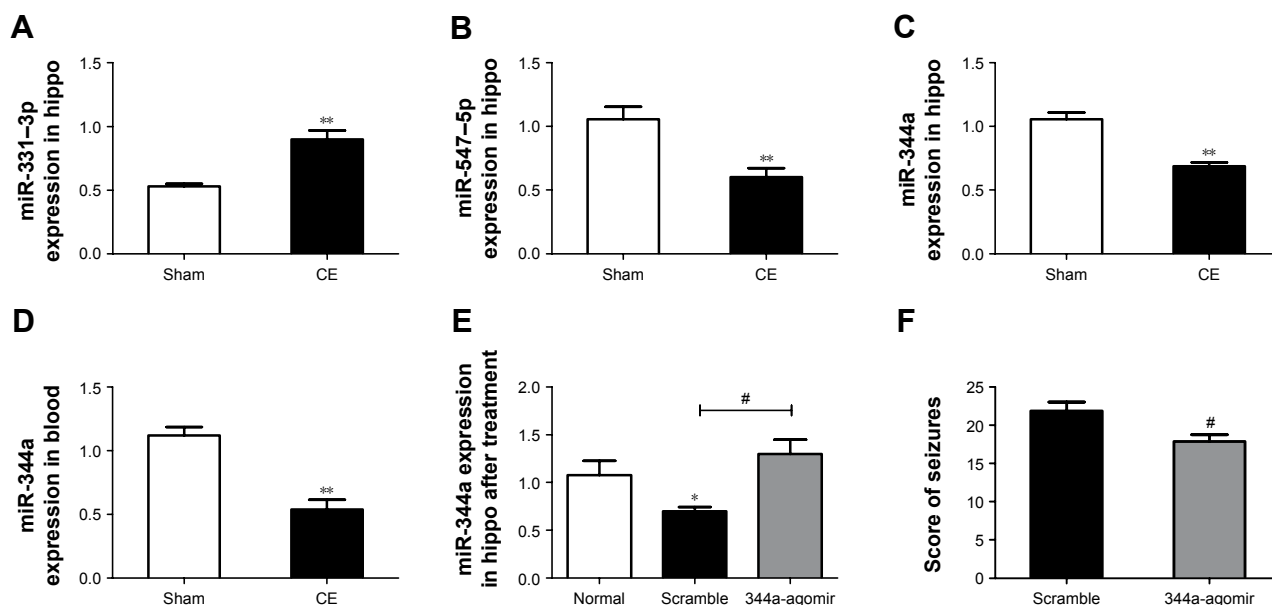 A
miR-331–3p
expression in hippo
1.5
1.0
0.5
0.0
**
Sham
CE
B
miR-547–5p
expression in hippo
1.5
1.0
0.5
0.0
**
Sham
CE
C
miR-344a
expression in hippo
1.5
1.0
0.5
0.0
**
Sham
CE
D
miR-344a
expression in blood
1.5
1.0
0.5
0.0
**
Sham
CE
E
miR-344a expression
in hippo after treatment
2.0
1.5
1.0
0.5
0.0
#
*
Normal
Scramble
344a-agomir
F
Score of seizures
25
20
15
10
5
0
#
Scramble
344a-agomir